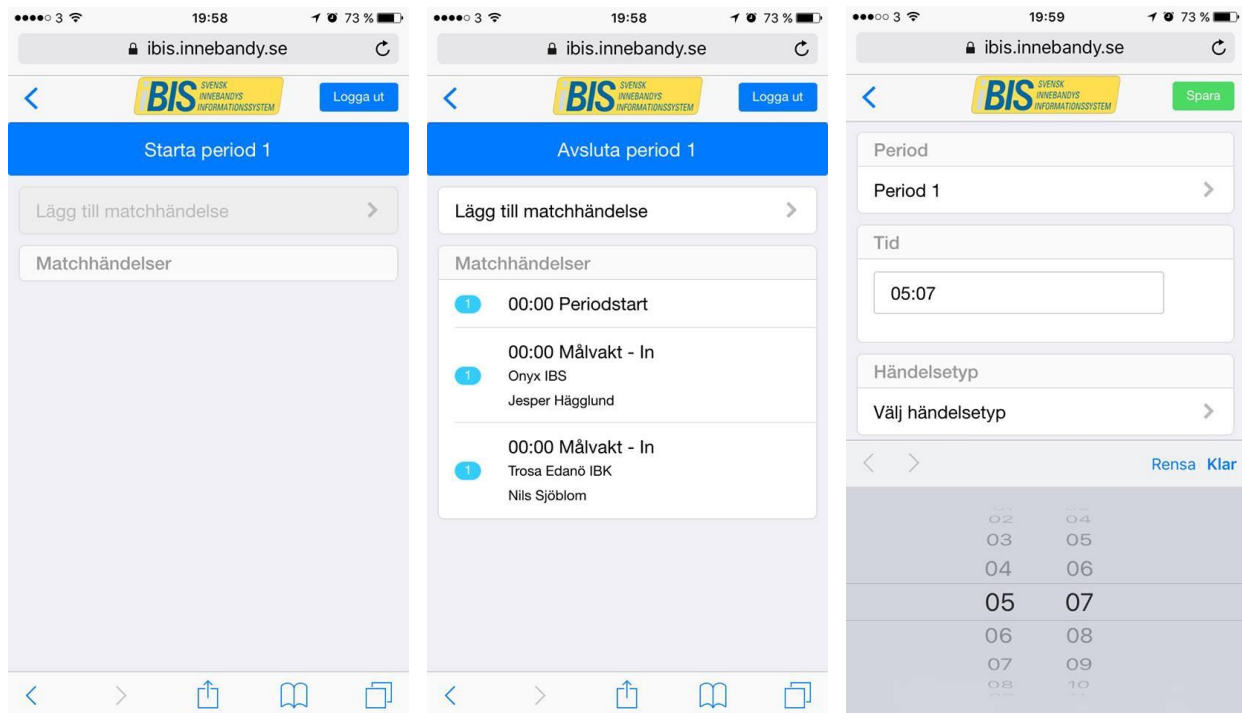 3 19:58 73 %
ibis.innebandy.se
BIS SVENSK INNEBANDYS INFORMATIONSSYSTEM
Logga ut
Starta period 1
Lägg till matchhändelse
Matchhändelser
3 19:58 73 %
ibis.innebandy.se
BIS SVENSK INNEBANDYS INFORMATIONSSYSTEM
Logga ut
Avsluta period 1
Lägg till matchhändelse
Matchhändelser
1 00:00 Periodstart
00:00 Målvakt - In
1 Onyx IBS
Jesper Hägglund
00:00 Målvakt - In
1 Trosa Edanö IBK
Nils Sjöblom
3 19:59 73 %
ibis.innebandy.se
BIS SVENSK INNEBANDYS INFORMATIONSSYSTEM
Spara
Period
Period 1
Tid
05:07
Händelsetyp
Välj händelsetyp
Rensa Klar
02 04
03 05
04 06
05 07
06 08
07 09
08 10